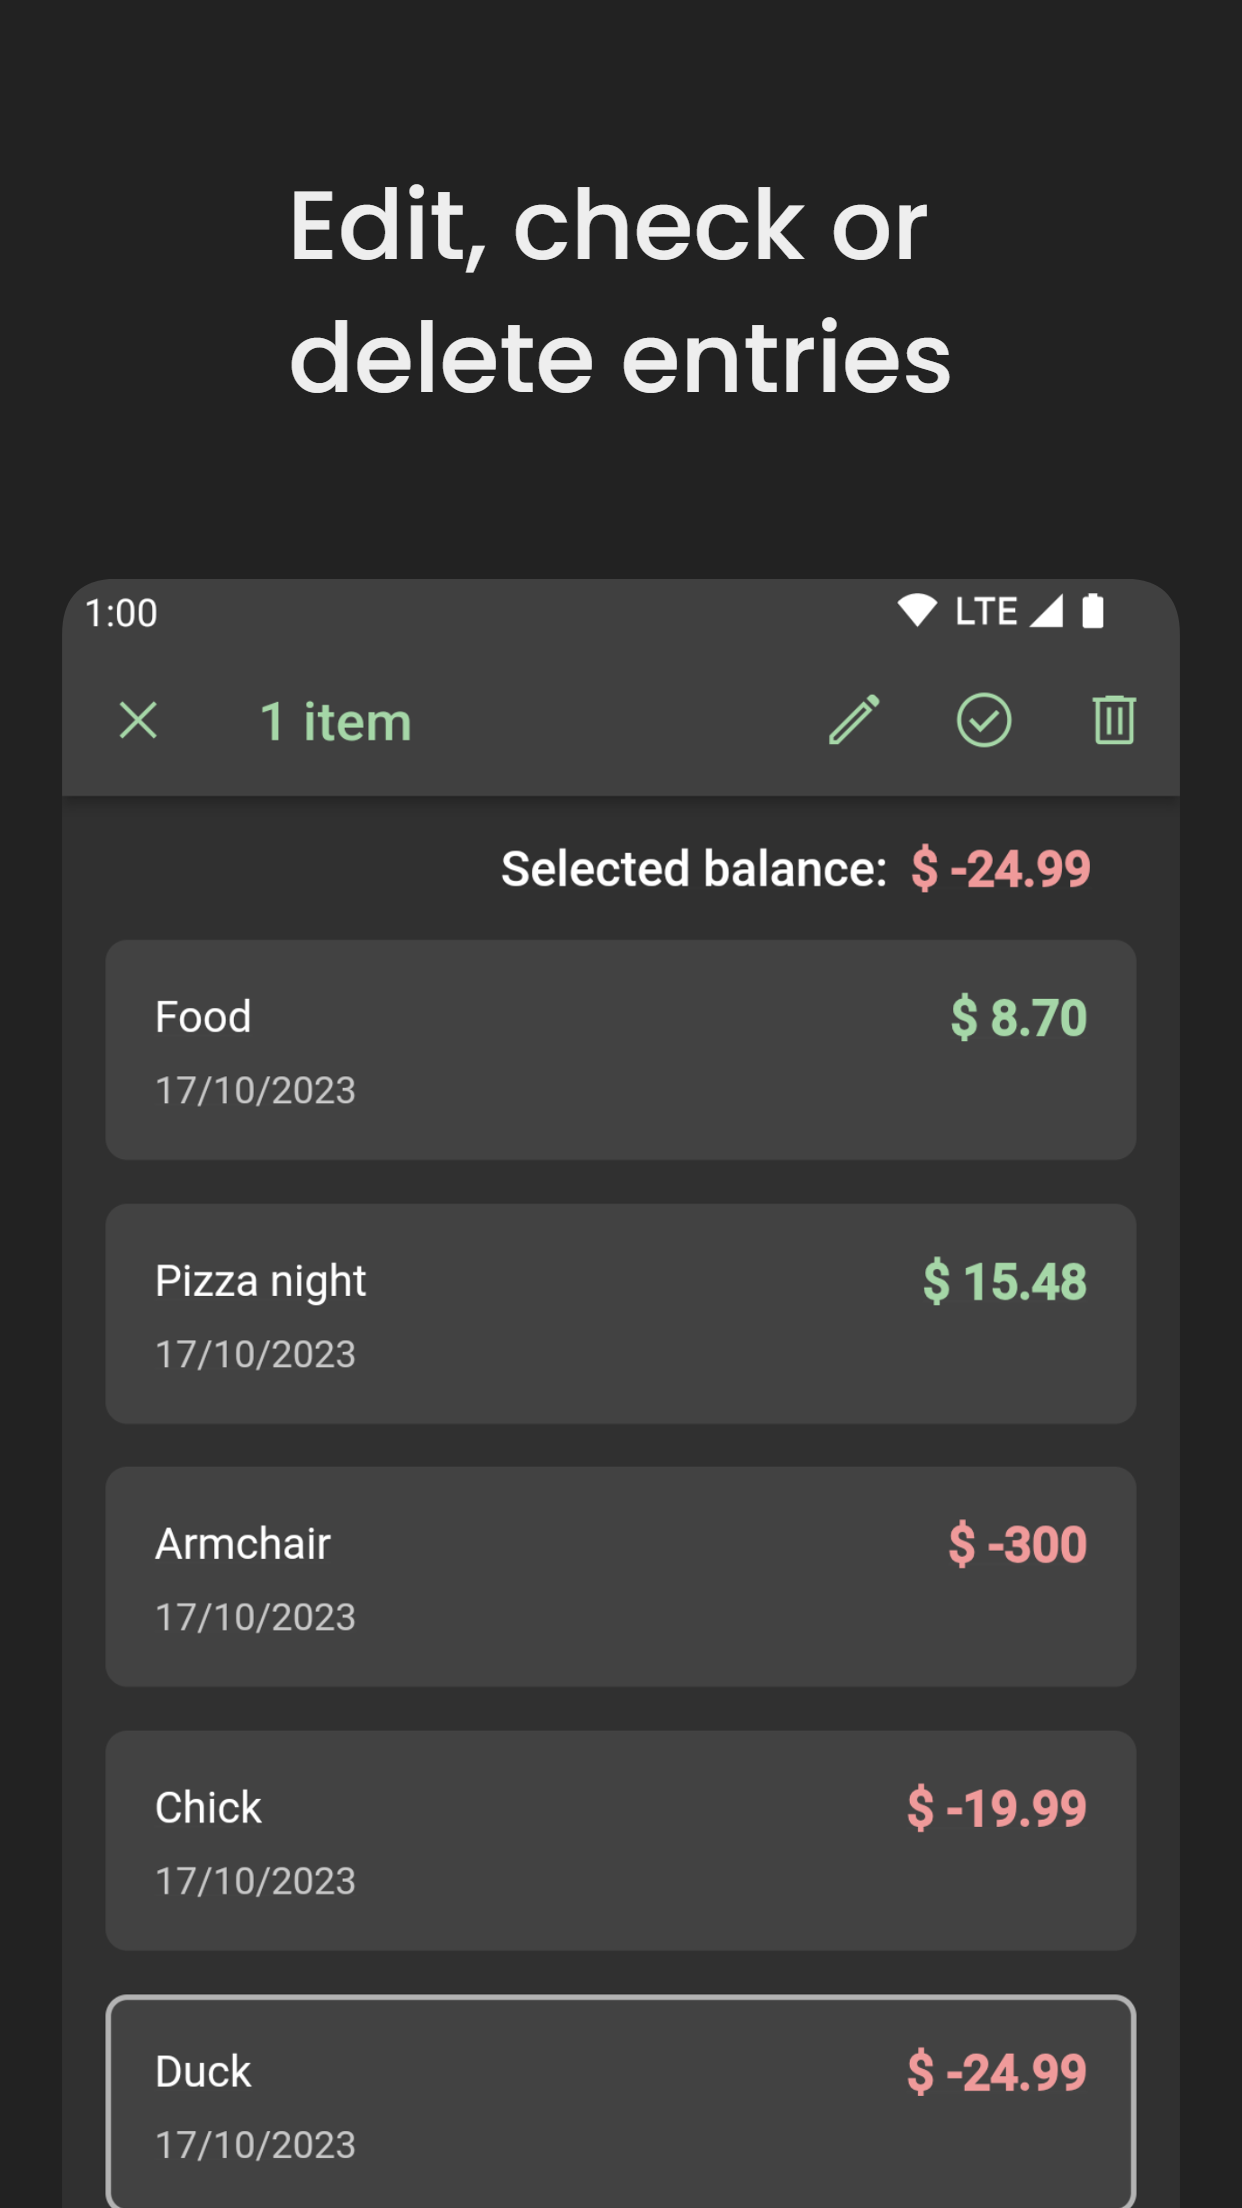 Edit, check or
delete entries
1:00 LTE
1 item
Selected balance: $ -24.99
Food $ 8.70
17/10/2023
Pizza night $ 15.48
17/10/2023
Armchair $ -300
17/10/2023
Chick $ -19.99
17/10/2023
Duck $ -24.99
17/10/2023